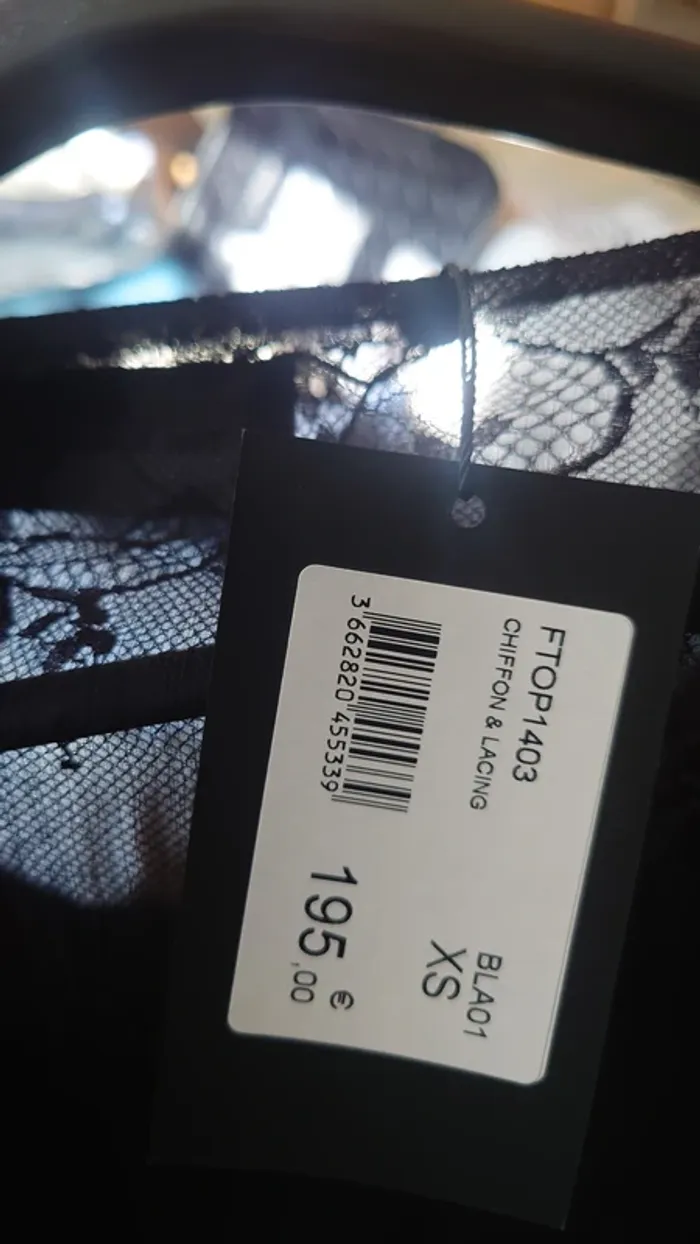 FTOP1403
CHIFFON & LACING
BLA01
XS
3 662820 455339
195,00 €